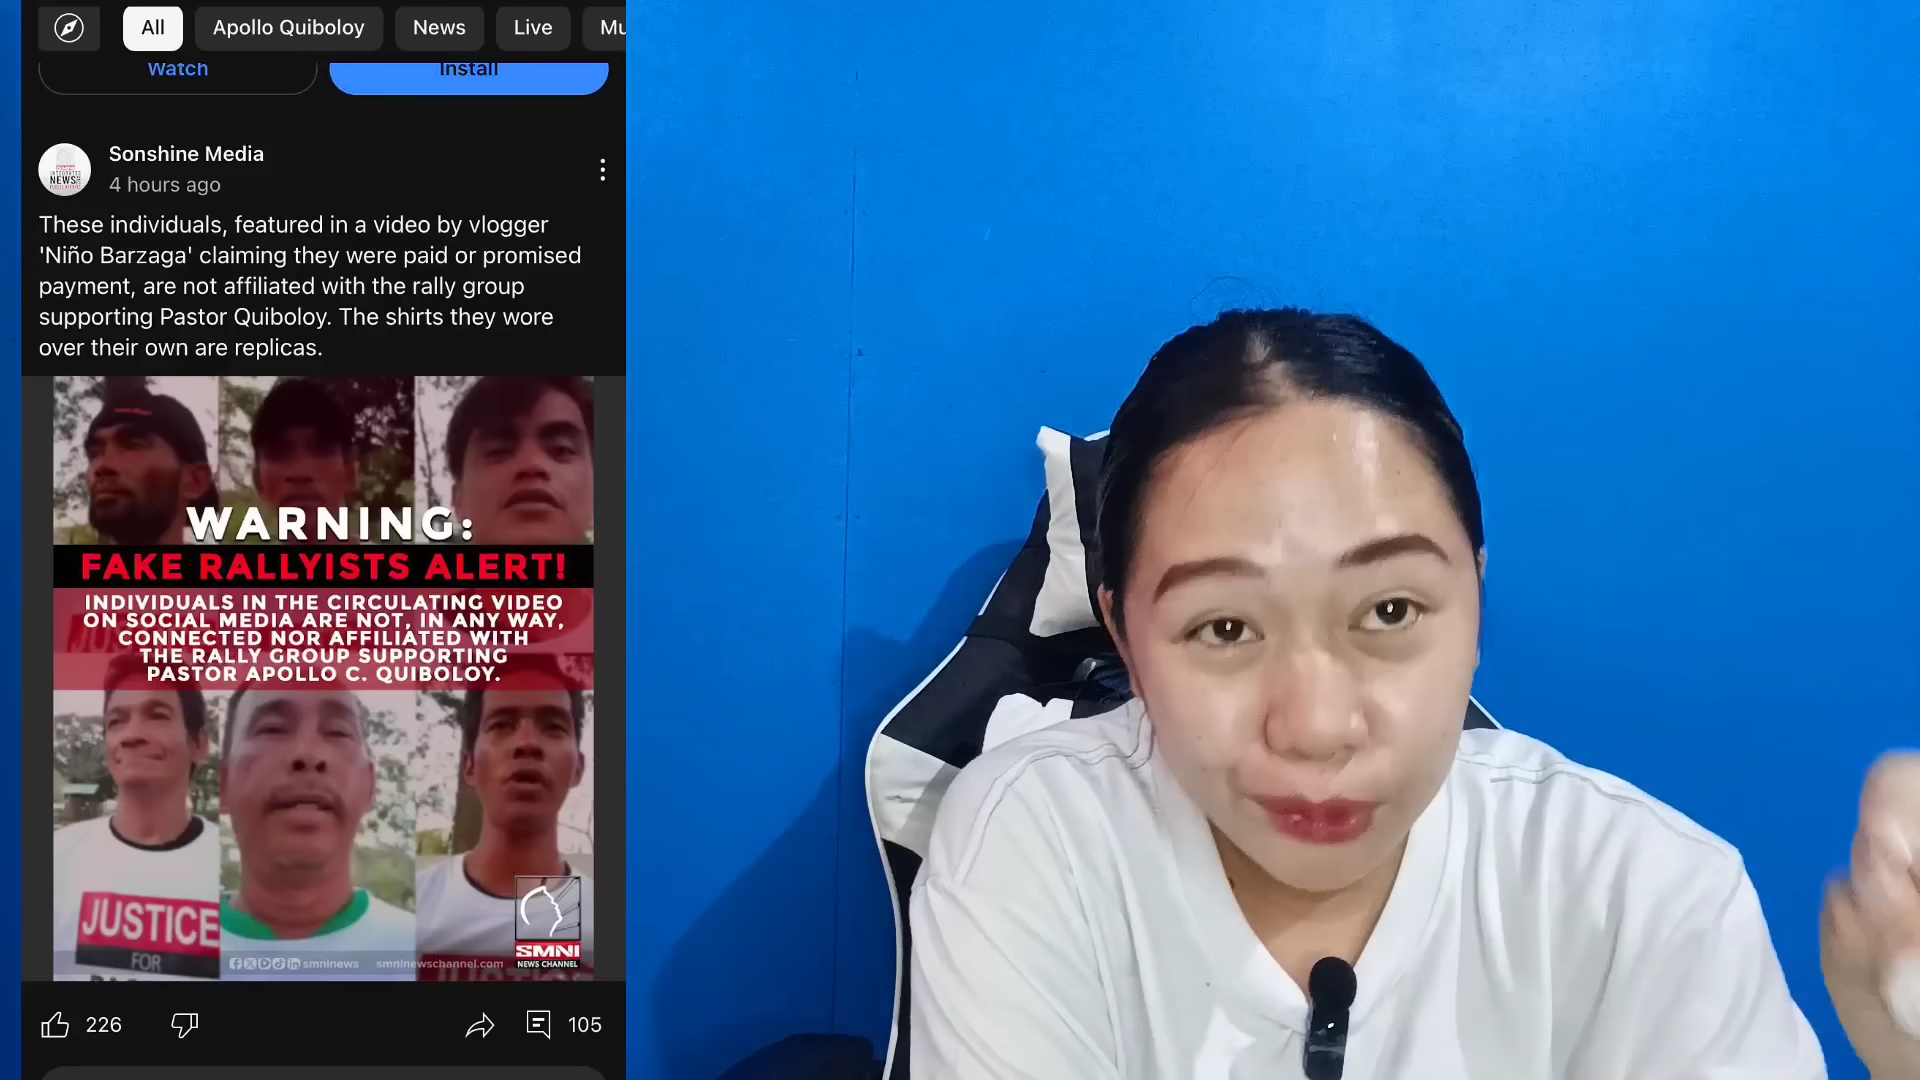 All
Apollo Quiboloy
News
Live
Mu
Watch
Install
Sonshine Media
4 hours ago
These individuals, featured in a video by vlogger
'Niño Barzaga' claiming they were paid or promised
payment, are not affiliated with the rally group
supporting Pastor Quiboloy. The shirts they wore
over their own are replicas.
WARNING:
FAKE RALLYISTS ALERT!
INDIVIDUALS IN THE CIRCULATING VIDEO
ON SOCIAL MEDIA ARE NOT, IN ANY WAY,
CONNECTED NOR AFFILIATED WITH
THE RALLY GROUP SUPPORTING
PASTOR APOLLO C. QUIBOLOY.
JUSTICE
FOR
SMNI
NEWS CHANNEL
smninews
smninewschannel.com
226
105